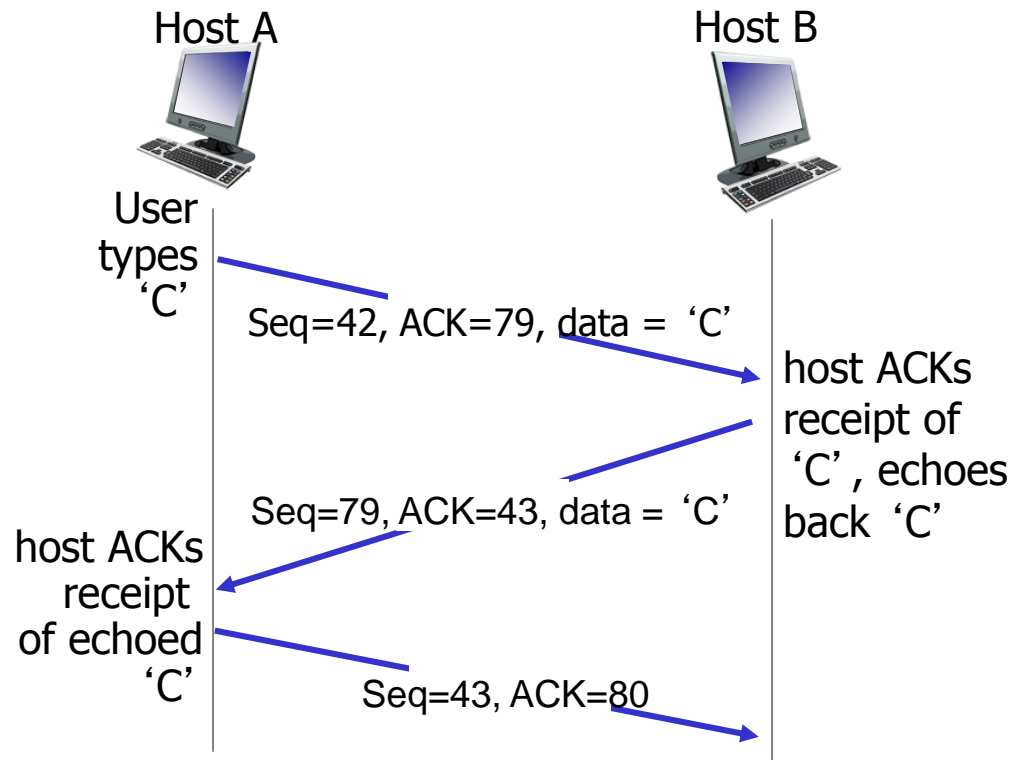 Host A
Host B
User
types
‘C’
Seq=42, ACK=79, data = ‘C’
host ACKs
receipt of
‘C’, echoes
back ‘C’
Seq=79, ACK=43, data = ‘C’
host ACKs
receipt
of echoed
‘C’
Seq=43, ACK=80